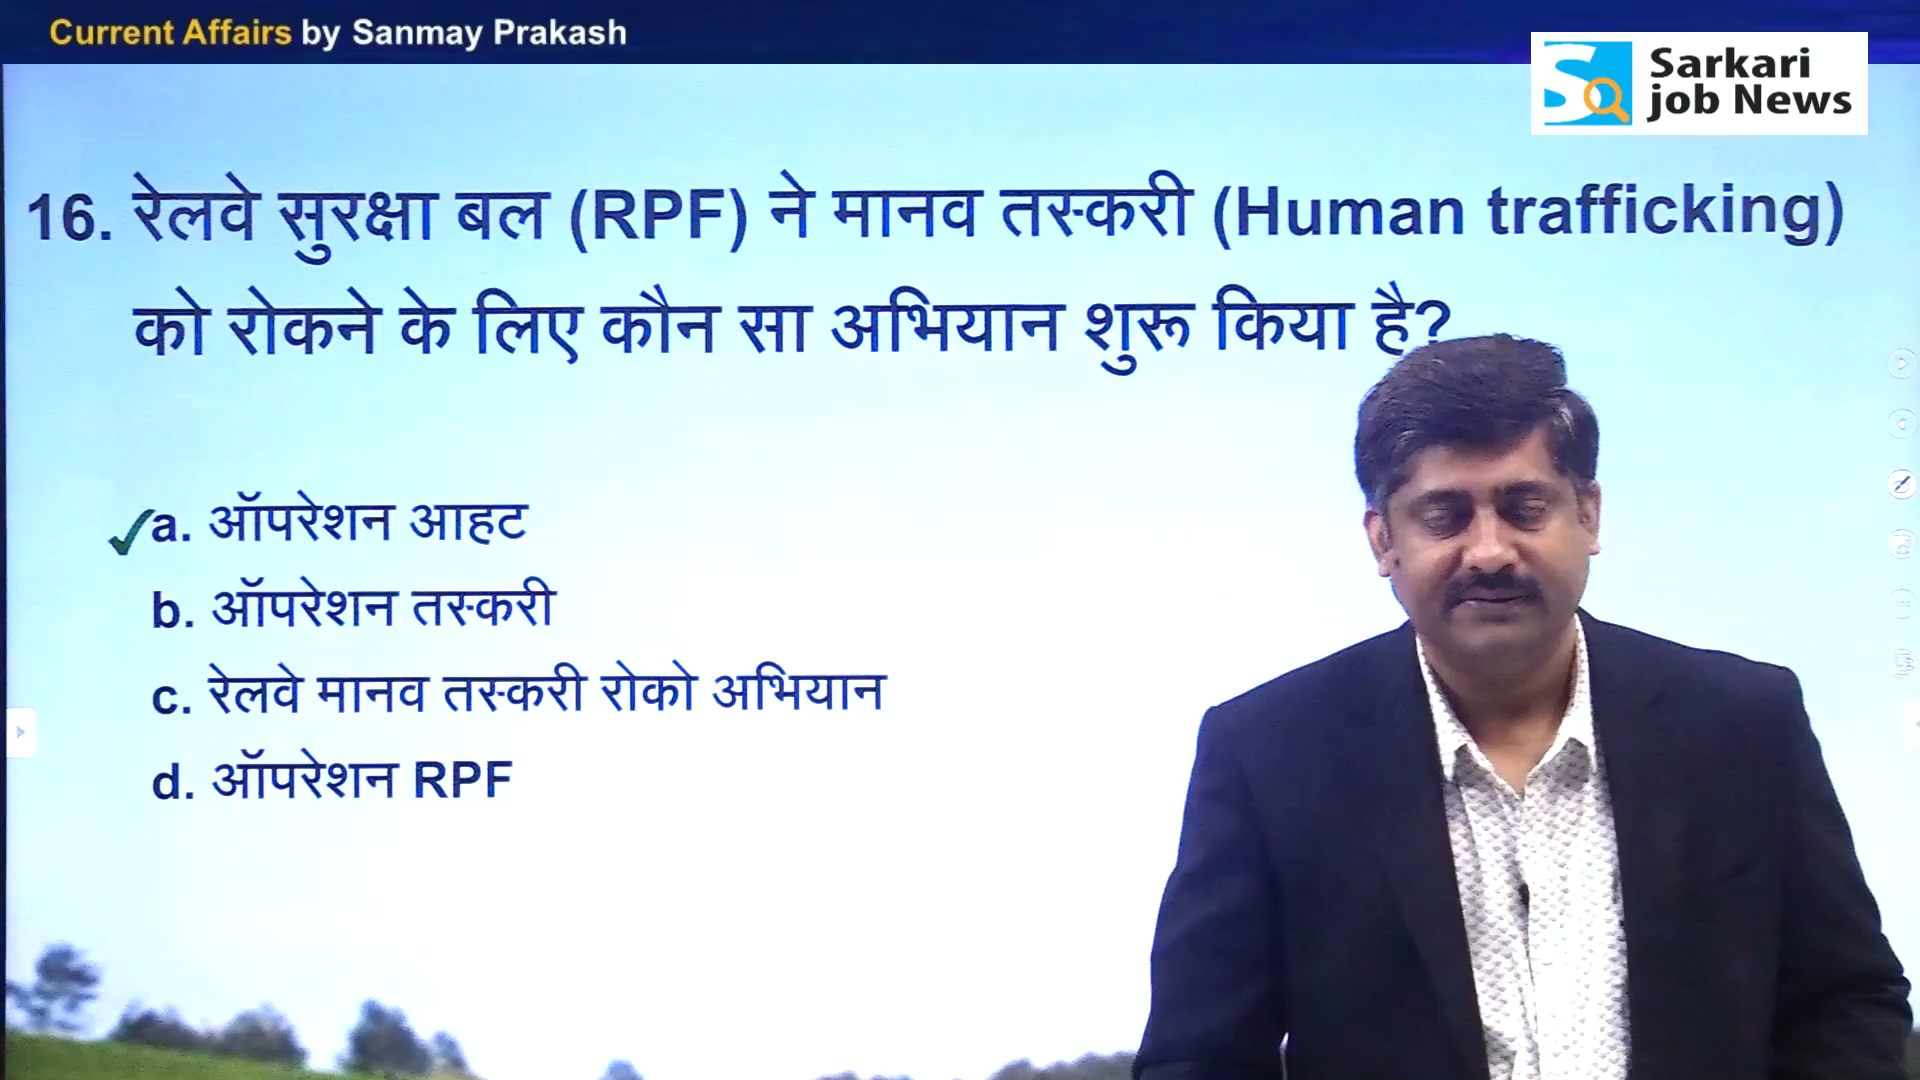 Current Affairs by Sanmay Prakash
Sarkari
job News
16. रेलवे सुरक्षा बल (RPF) ने मानव तस्करी (Human trafficking)
को रोकने के लिए कौन सा अभियान शुरू किया है?
a. ऑपरेशन आहट
b. ऑपरेशन तस्करी
c. रेलवे मानव तस्करी रोको अभियान
d. ऑपरेशन RPF